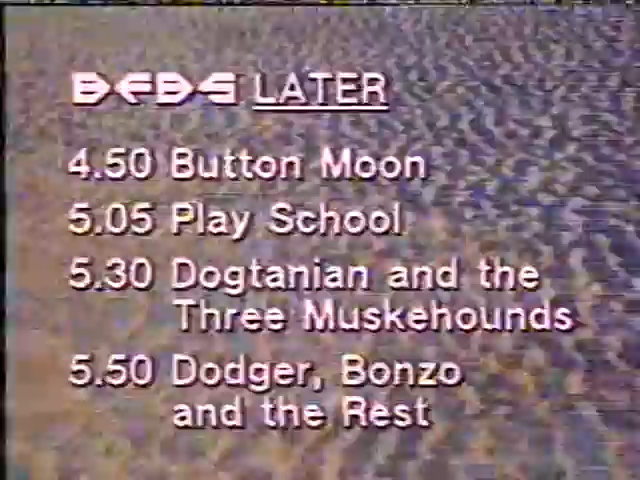 LATER
4.50 Button Moon
5.05 Play School
5.30 Dogtanian and the
Three Muskehounds
5.50 Dodger, Bonzo
and the Rest